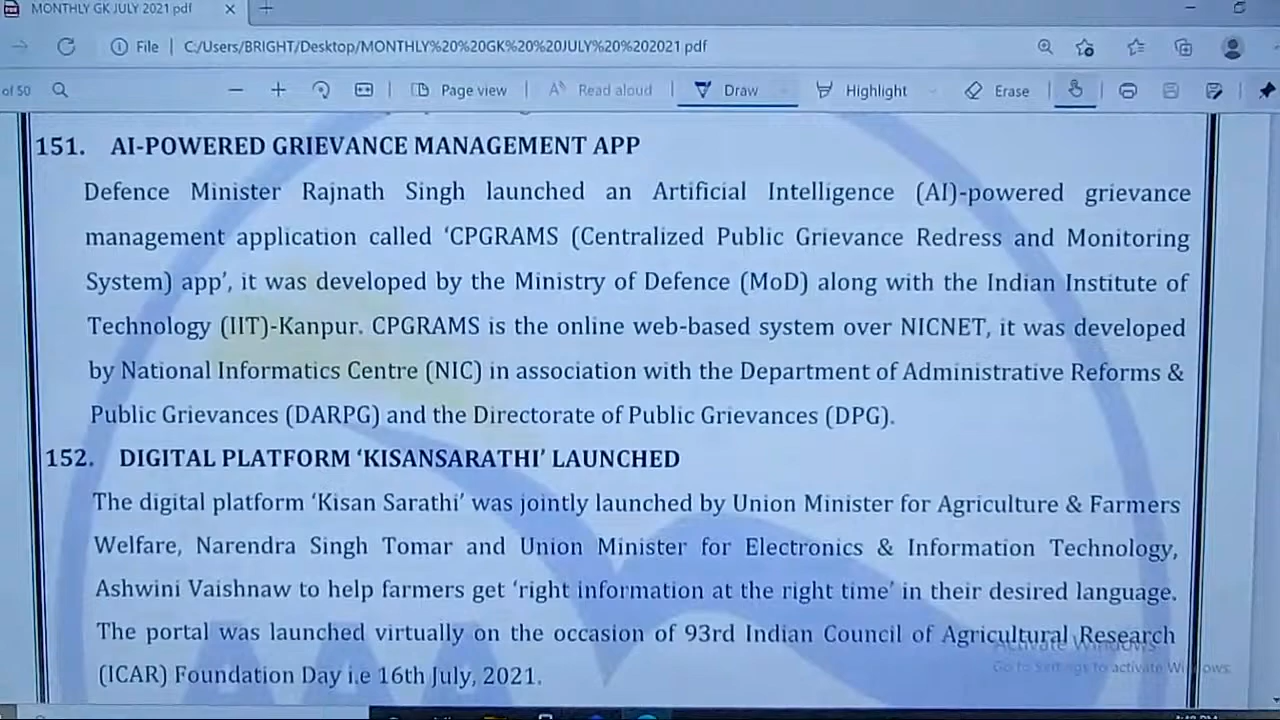 MONTHLY GK JULY 2021 pdf
File | C:/Users/BRIGHT/Desktop/MONTHLY%20%20GK%20%20JULY%20%202021 pdf
of 50
Page view
Read aloud
Draw
Highlight
Erase
151. AI-POWERED GRIEVANCE MANAGEMENT APP
Defence Minister Rajnath Singh launched an Artificial Intelligence (AI)-powered grievance
management application called ‘CPGRAMS (Centralized Public Grievance Redress and Monitoring
System) app’, it was developed by the Ministry of Defence (MoD) along with the Indian Institute of
Technology (IIT)-Kanpur. CPGRAMS is the online web-based system over NICNET, it was developed
by National Informatics Centre (NIC) in association with the Department of Administrative Reforms &
Public Grievances (DARPG) and the Directorate of Public Grievances (DPG).
152. DIGITAL PLATFORM ‘KISANSARATHI’ LAUNCHED
The digital platform ‘Kisan Sarathi’ was jointly launched by Union Minister for Agriculture & Farmers
Welfare, Narendra Singh Tomar and Union Minister for Electronics & Information Technology,
Ashwini Vaishnaw to help farmers get ‘right information at the right time’ in their desired language.
The portal was launched virtually on the occasion of 93rd Indian Council of Agricultural Research
(ICAR) Foundation Day i.e 16th July, 2021.
Activate Windows
Go to Settings to activate Windows.